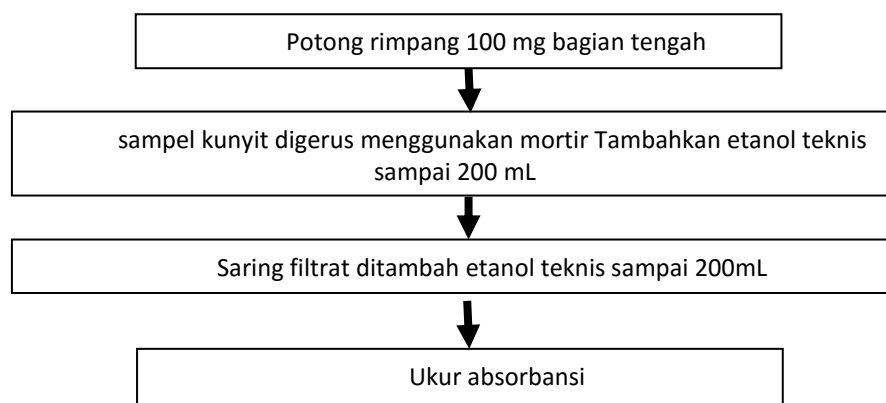 Potong rimpang 100 mg bagian tengah
sampel kunyit digerus menggunakan mortir Tambahkan etanol teknis
sampai 200 mL
Saring filtrat ditambah etanol teknis sampai 200mL
Ukur absorbansi